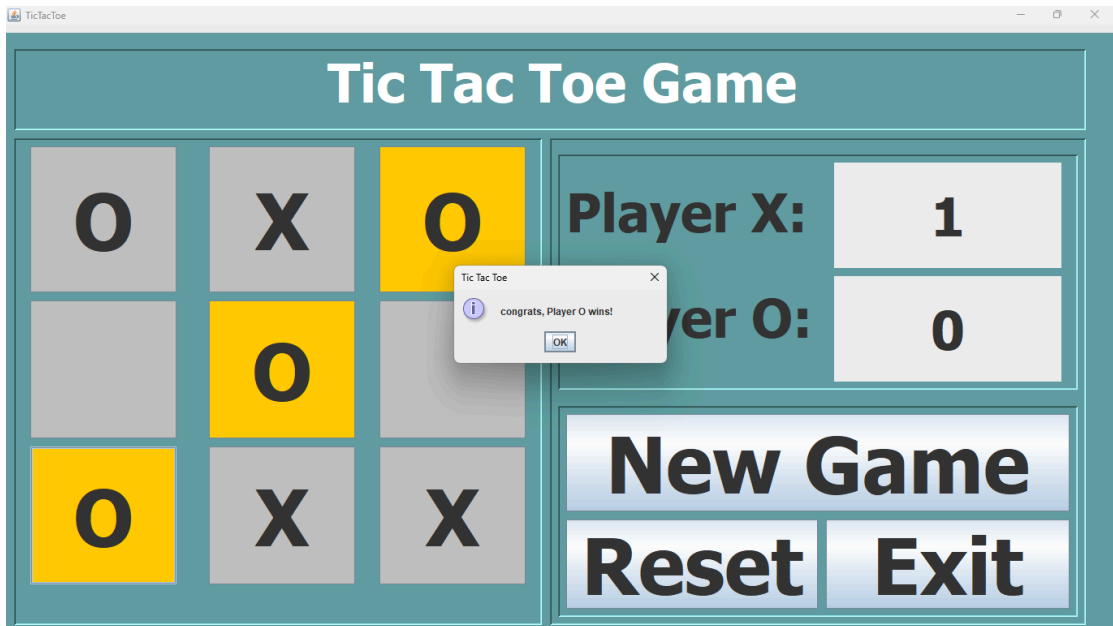 TicTacToe
Tic Tac Toe Game
O X O
O
O X X
Player X: 1
yer O: 0
Tic Tac Toe
congrats, Player O wins!
OK
New Game
Reset Exit